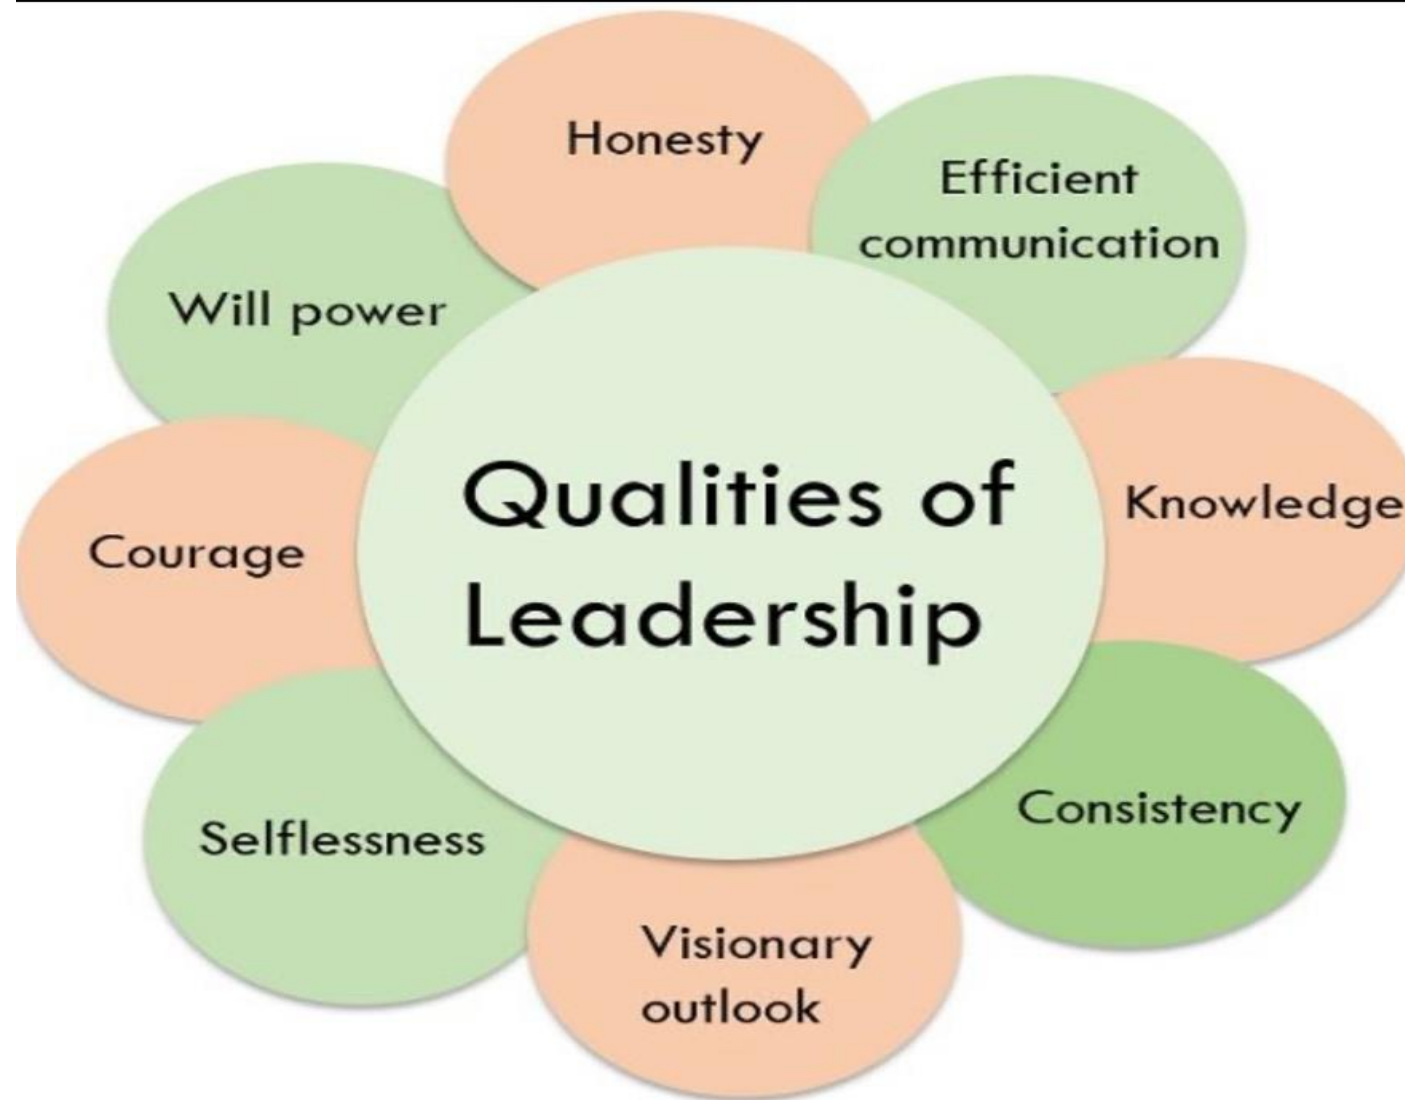 Honesty
Efficient
communication
Will power
Knowledge
Qualities of
Leadership
Courage
Consistency
Selflessness
Visionary
outlook